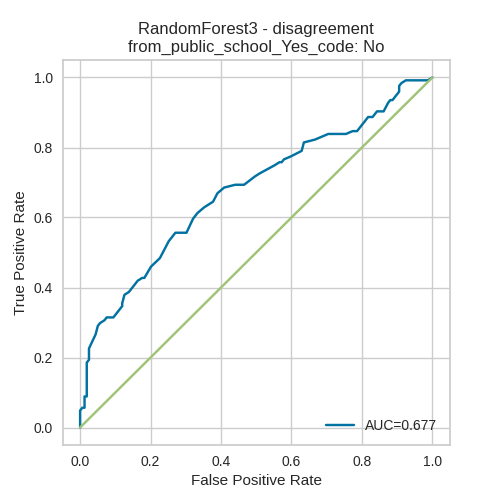 RandomForest3 - disagreement
from_public_school_Yes_code: No
True Positive Rate
1.0
0.8
0.6
0.4
0.2
0.0
AUC=0.677
0.0 0.2 0.4 0.6 0.8 1.0
False Positive Rate